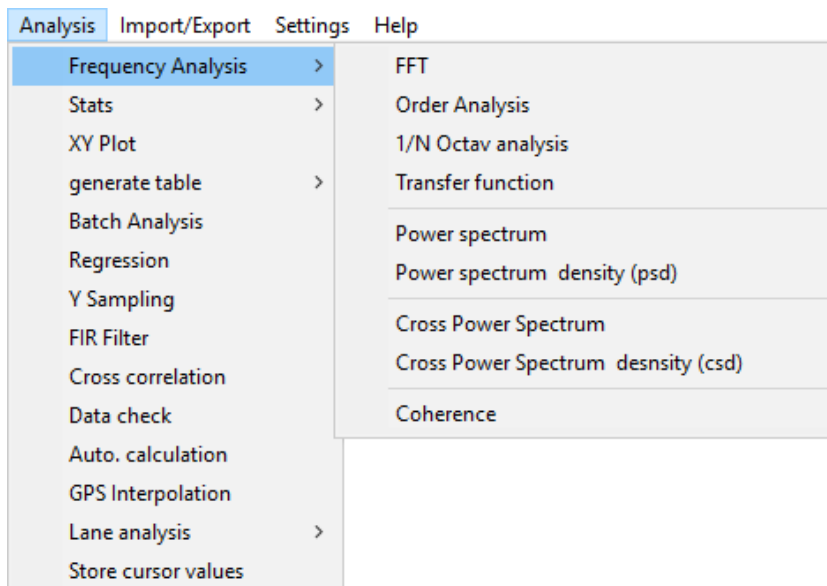 Analysis Import/Export Settings Help
Frequency Analysis
Stats
XY Plot
generate table
Batch Analysis
Regression
Y Sampling
FIR Filter
Cross correlation
Data check
Auto. calculation
GPS Interpolation
Lane analysis
Store cursor values
FFT
Order Analysis
1/N Octav analysis
Transfer function
Power spectrum
Power spectrum density (psd)
Cross Power Spectrum
Cross Power Spectrum desnsity (csd)
Coherence